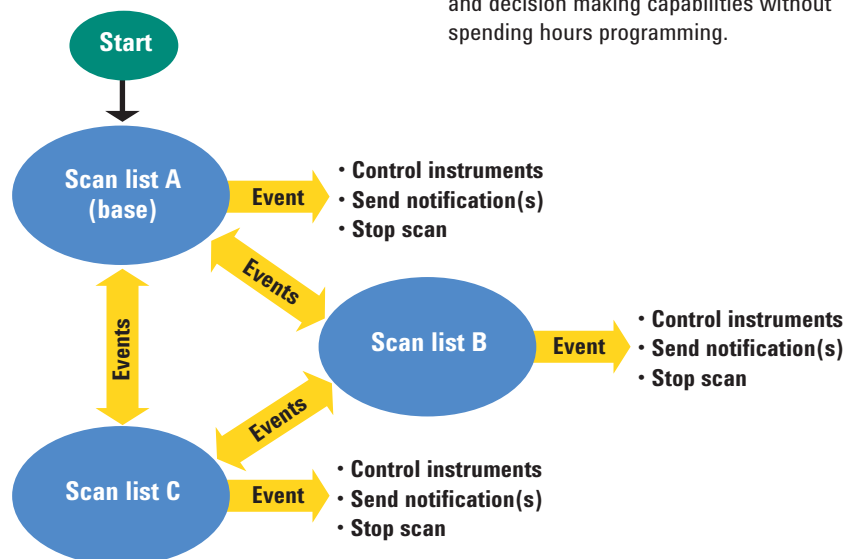 and decision making capabilities without
spending hours programming.
Start
Scan list A
(base)
Event
• Control instruments
• Send notification(s)
• Stop scan
Events
Events
Scan list B
Event
• Control instruments
• Send notification(s)
• Stop scan
Events
Scan list C
Event
• Control instruments
• Send notification(s)
• Stop scan